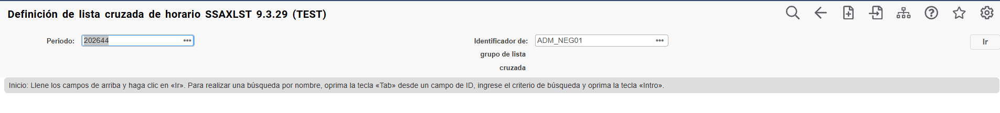 Definición de lista cruzada de horario SSAXLST 9.3.29 (TEST)
Periodo: 202644 •••
Identificador de: ADM_NEG01 •••
grupo de lista
cruzada
Ir
Inicio: Llene los campos de arriba y haga clic en «Ir». Para realizar una búsqueda por nombre, oprima la tecla «Tab» desde un campo de ID, ingrese el criterio de búsqueda y oprima la tecla «Intro».